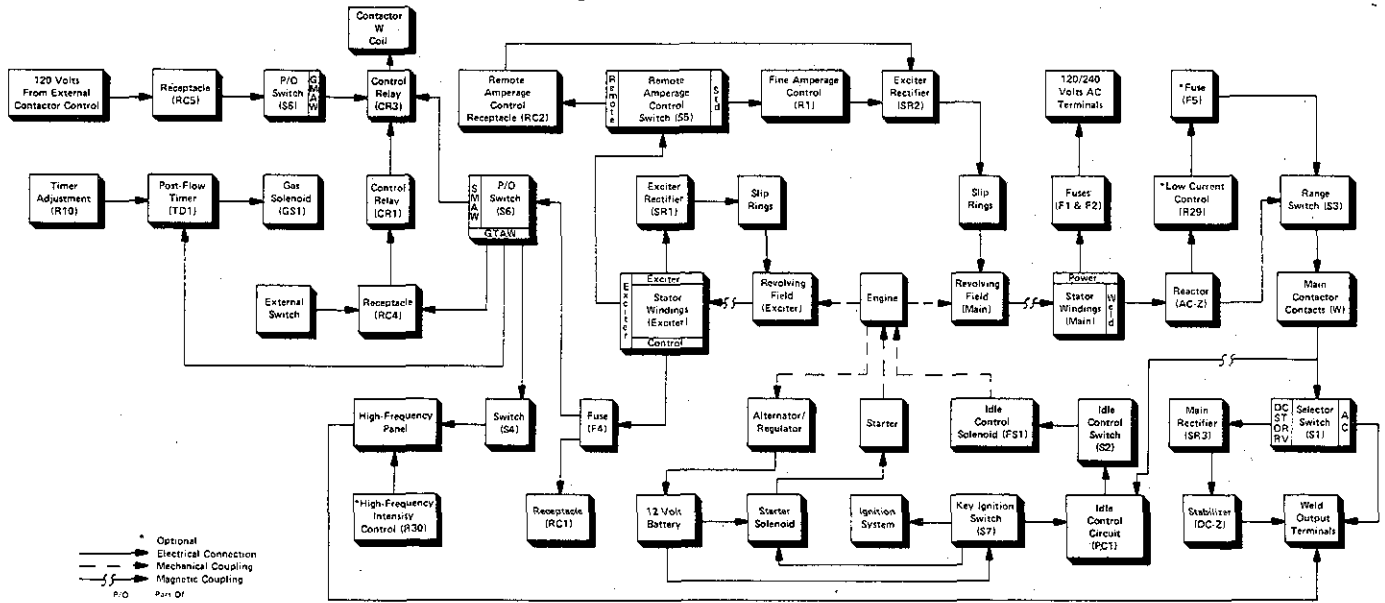 Contactor
W
Coil
120 Volts
From External
Contactor Control
Receptacle
(RC5)
P/O
Switch
(S6)
GMAW
Control
Relay
(CR3)
Remote
Amperage Control
Receptacle (RC2)
Remote
Remote
Amperage
Control
Switch (S5)
Std
Fine Amperage
Control
(R1)
Exciter
Rectifier
(SR2)
120/240
Volts AC
Terminals
*Fuse
(F5)
Timer
Adjustment
(R10)
Post-Flow
Timer
(TD1)
Gas
Solenoid
(GS1)
Control
Relay
(CR1)
SMAW
P/O
Switch
(S6)
GTAW
Exciter
Rectifier
(SR1)
Slip
Rings
Slip
Rings
Fuses
(F1 & F2)
*Low Current
Control
(R29)
Range
Switch (S3)
External
Switch
Receptacle
(RC4)
Exciter
Exciter
Stator
Windings
(Exciter)
Control
Revolving
Field
(Exciter)
Engine
Revolving
Field
(Main)
Power
Stator
Windings
(Main)
Weld
Reactor
(AC-Z)
Main
Contactor
Contacts (W)
High-Frequency
Panel
Switch
(S4)
Fuse
(F4)
Alternator/
Regulator
Starter
Idle
Control
Solenoid (FS1)
Idle
Control
Switch
(S2)
Main
Rectifier
(SR3)
DC
ST
OR
RV
Selector
Switch
(S1)
AC
*High-Frequency
Intensity
Control (R30)
Receptacle
(RC1)
12 Volt
Battery
Starter
Solenoid
Ignition
System
Key Ignition
Switch
(S7)
Idle
Control
Circuit
(PC1)
Stabilizer
(DC-Z)
Weld
Output
Terminals
* Optional
Electrical Connection
Mechanical Coupling
Magnetic Coupling
P/O Part Of